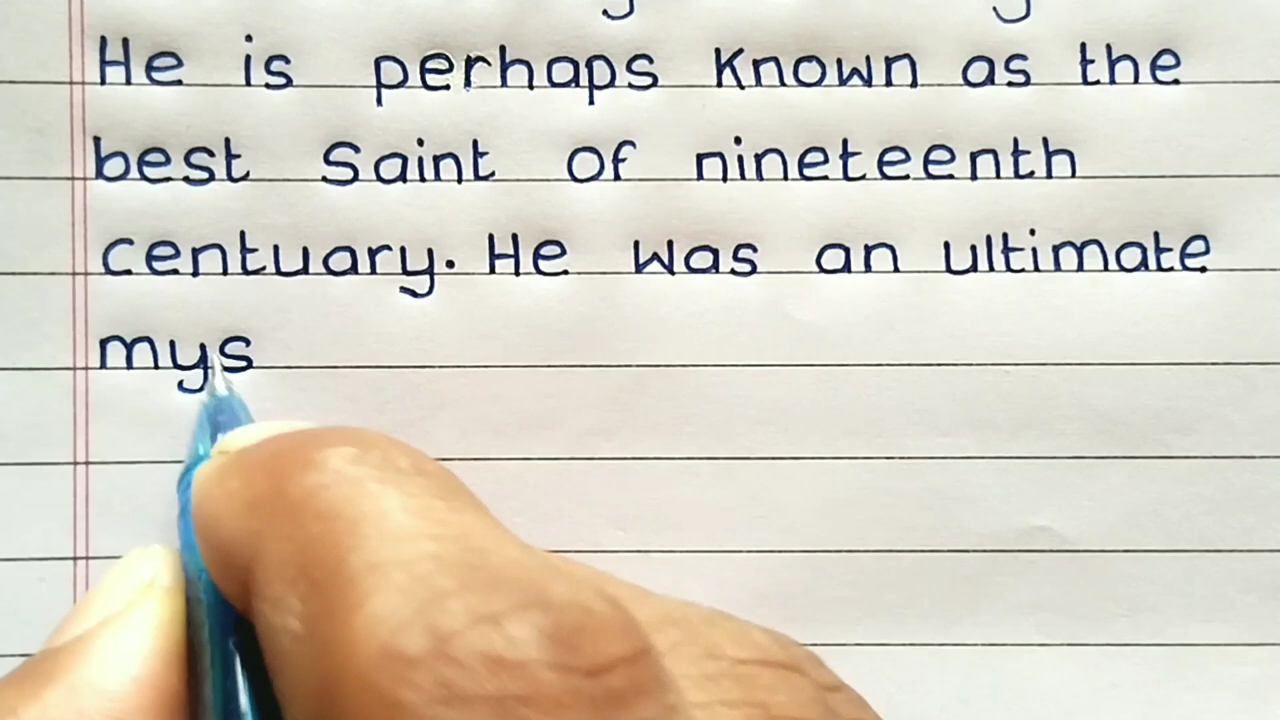 He is perhaps known as the
best Saint of nineteenth
centuary. He was an ultimate
mys